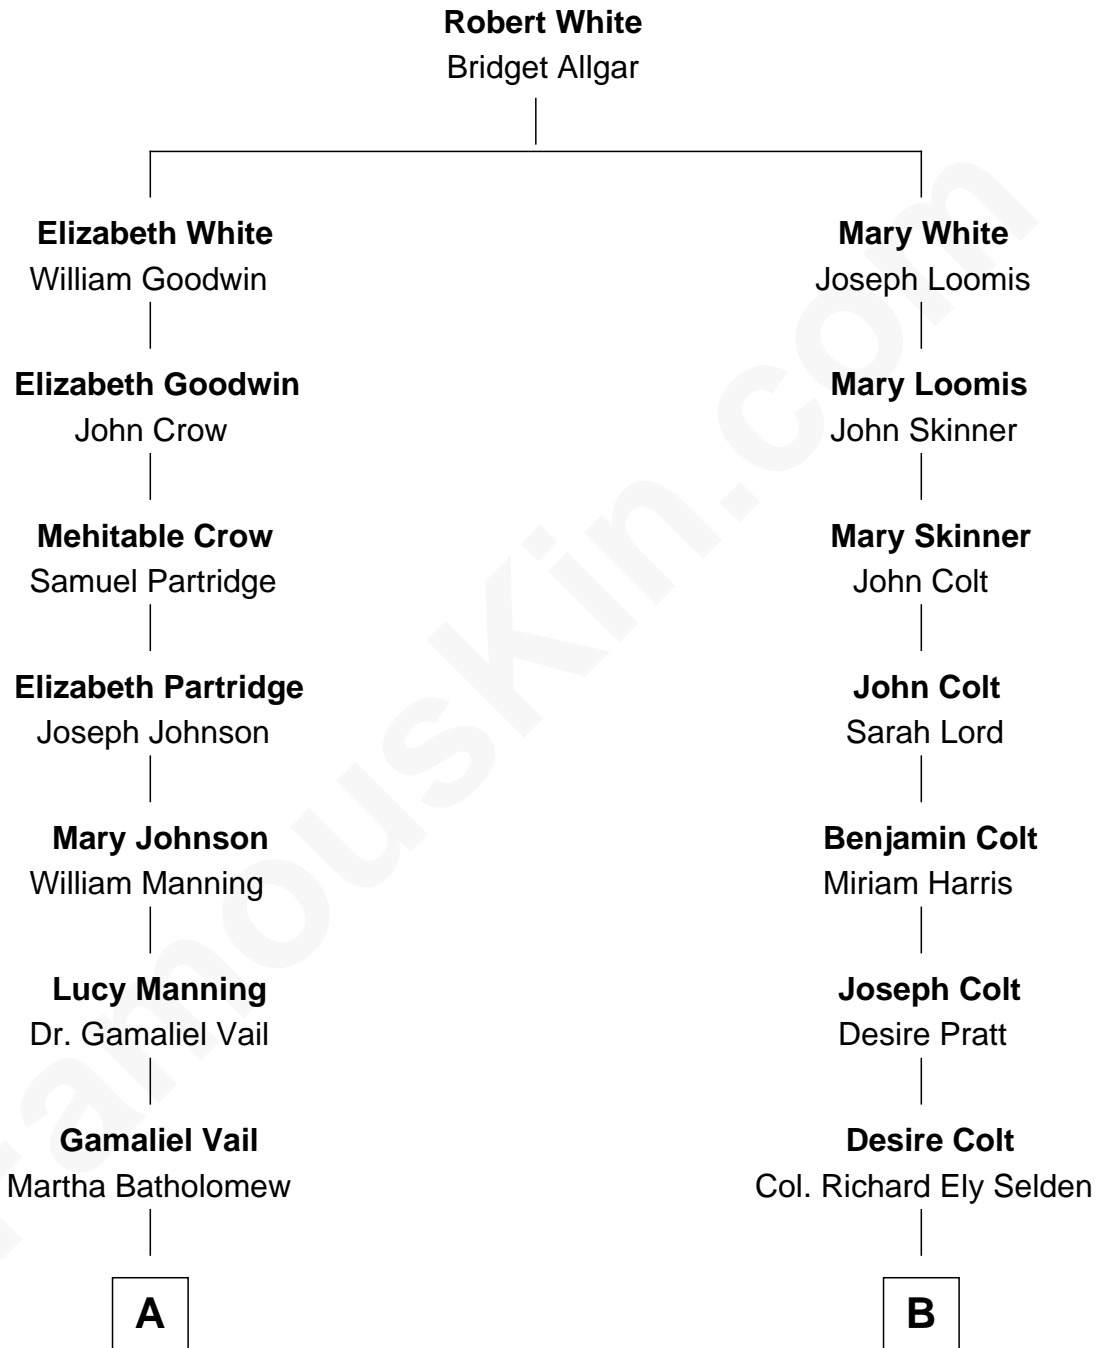 Robert White
Bridget Allgar
Elizabeth White
William Goodwin
Mary White
Joseph Loomis
Elizabeth Goodwin
John Crow
Mary Loomis
John Skinner
Mehitable Crow
Samuel Partridge
Mary Skinner
John Colt
Elizabeth Partridge
Joseph Johnson
John Colt
Sarah Lord
Mary Johnson
William Manning
Benjamin Colt
Miriam Harris
Lucy Manning
Dr. Gamaliel Vail
Joseph Colt
Desire Pratt
Gamaliel Vail
Martha Batholomew
Desire Colt
Col. Richard Ely Selden
A
B
FamousKin.com